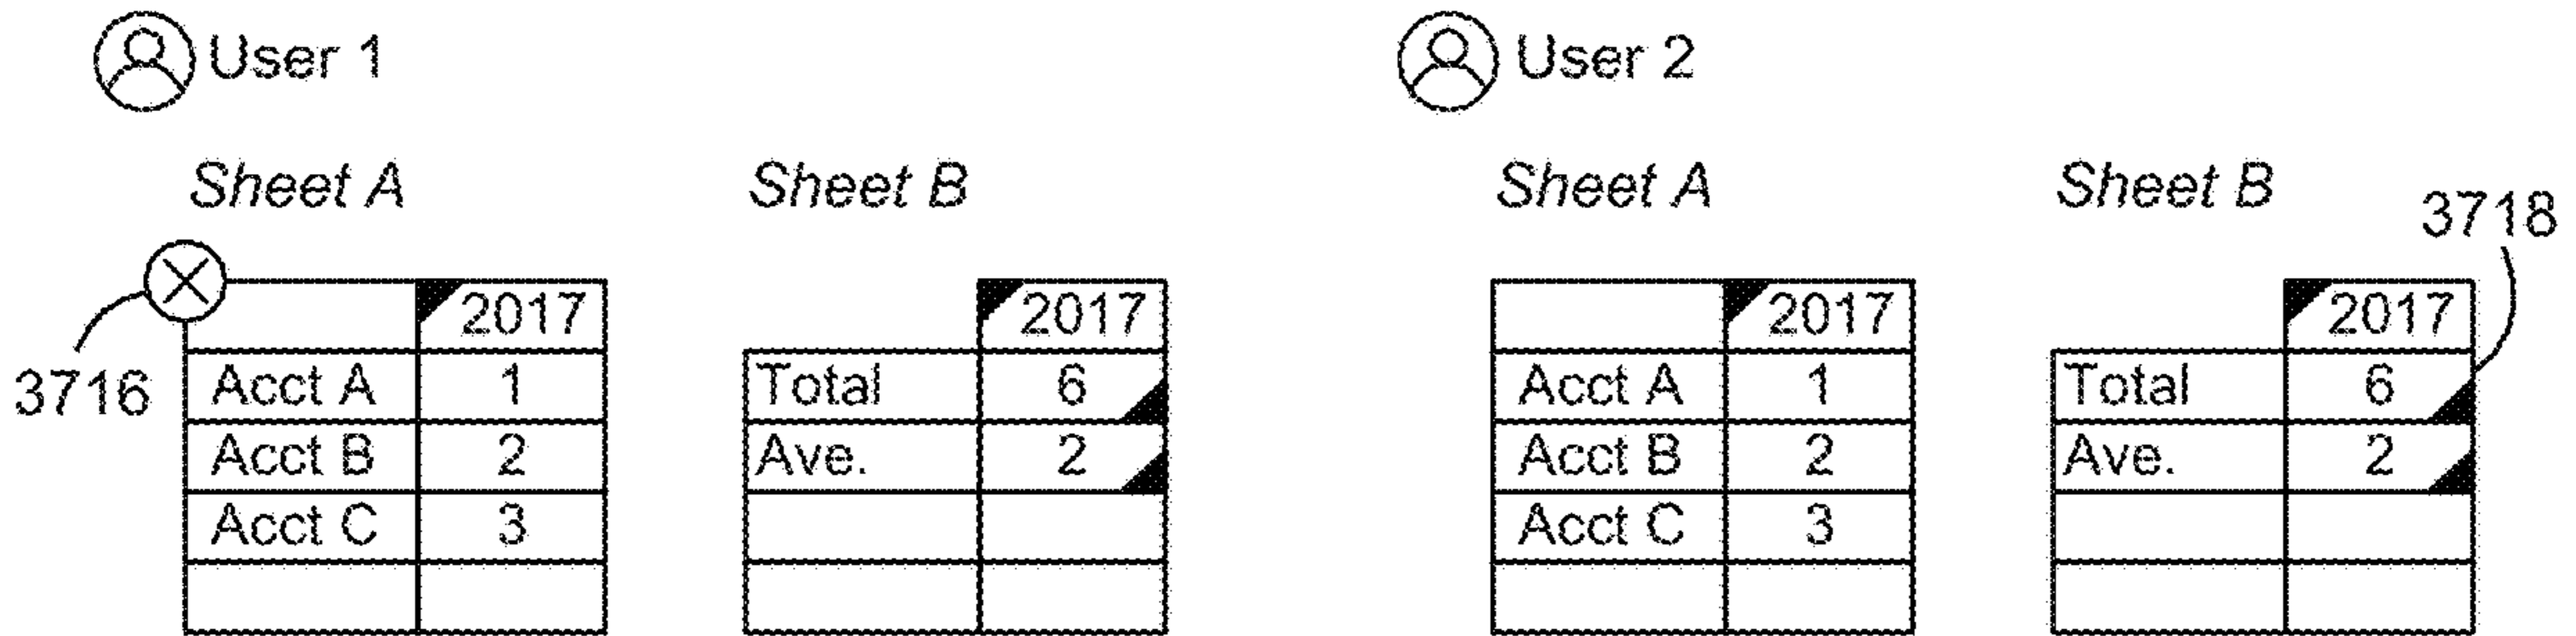 User 1 User 2
Sheet A Sheet B Sheet A Sheet B
3718
2017 2017 2017 2017
3716 Acct A 1 Total 6 Acct A 1 Total 6
Acct B 2 Ave. 2 Acct B 2 Ave. 2
Acct C 3 Acct C 3